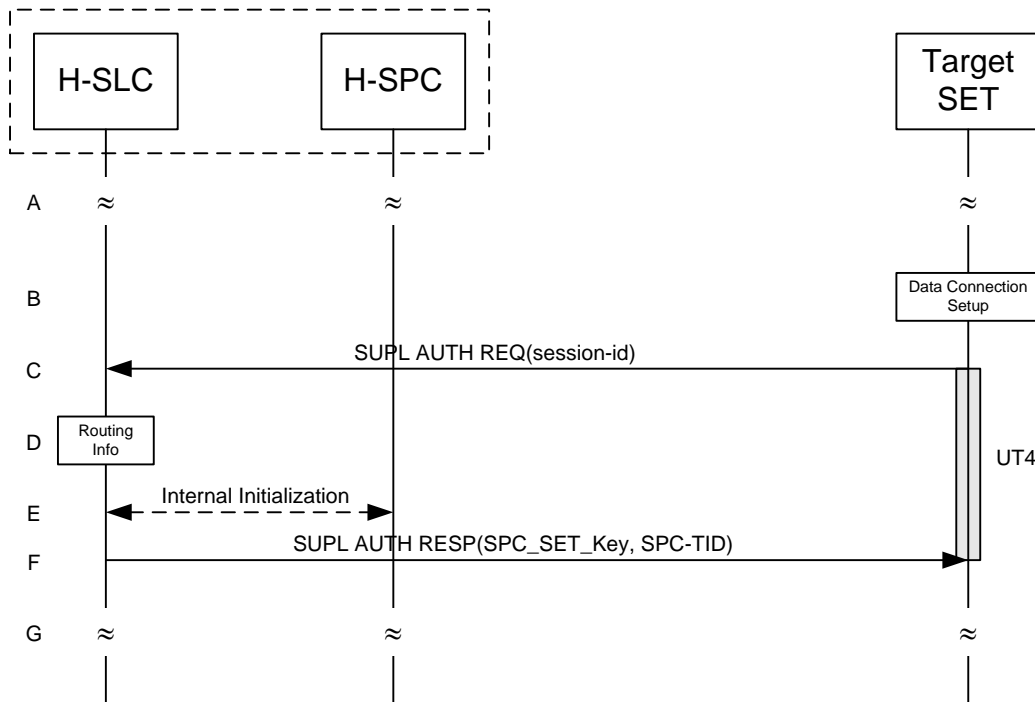 H-SLC
H-SPC
Target
SET
A
≈ ≈ ≈
B
Data Connection
Setup
SUPL AUTH REQ(session-id)
C
D
Routing
Info
UT4
Internal Initialization
E
SUPL AUTH RESP(SPC_SET_Key, SPC-TID)
F
G
≈ ≈ ≈